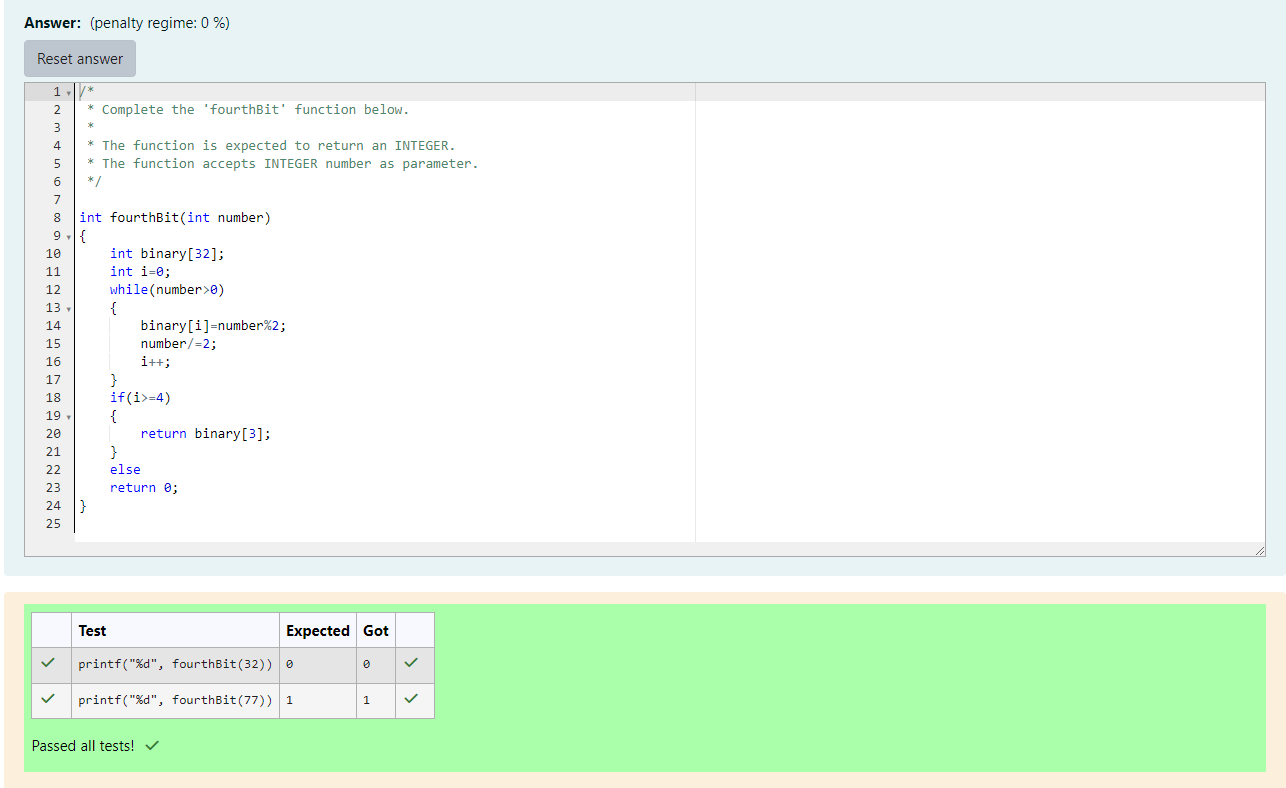 Answer: (penalty regime: 0 %)
Reset answer
1 /*
2  * Complete the 'fourthBit' function below.
3  *
4  * The function is expected to return an INTEGER.
5  * The function accepts INTEGER number as parameter.
6  */
7
8 int fourthBit(int number)
9 {
10     int binary[32];
11     int i=0;
12     while(number>0)
13     {
14         binary[i]=number%2;
15         number/=2;
16         i++;
17     }
18     if(i>=4)
19     {
20         return binary[3];
21     }
22     else
23     return 0;
24 }
25
Test Expected Got
printf("%d", fourthBit(32)) 0 0
printf("%d", fourthBit(77)) 1 1
Passed all tests!